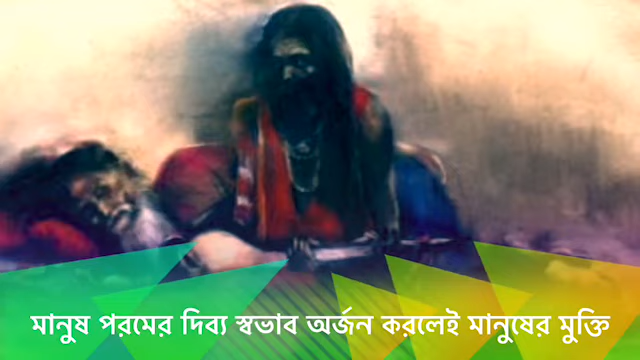 মানুষ পরমের দিব্য স্বভাব অর্জন করলেই মানুষের মুক্তি